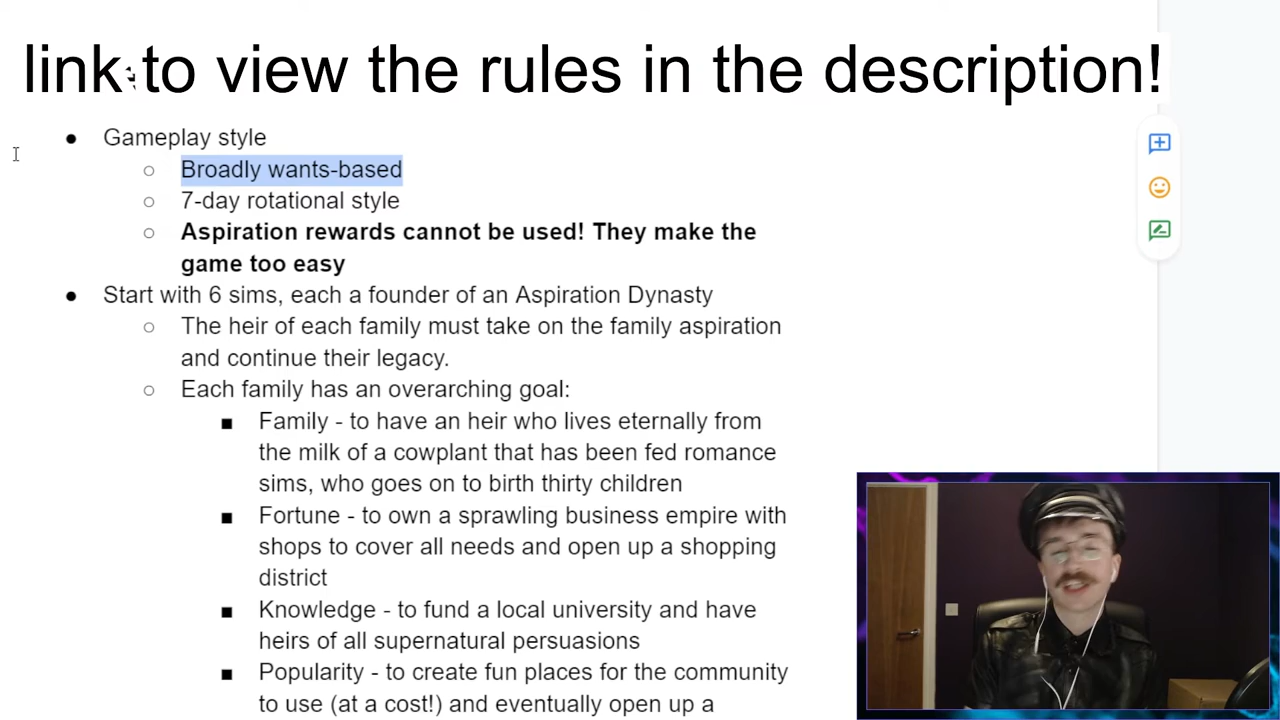 link to view the rules in the description!
● Gameplay style
○ Broadly wants-based
○ 7-day rotational style
○ Aspiration rewards cannot be used! They make the
game too easy
● Start with 6 sims, each a founder of an Aspiration Dynasty
○ The heir of each family must take on the family aspiration
and continue their legacy.
○ Each family has an overarching goal:
■ Family - to have an heir who lives eternally from
the milk of a cowplant that has been fed romance
sims, who goes on to birth thirty children
■ Fortune - to own a sprawling business empire with
shops to cover all needs and open up a shopping
district
■ Knowledge - to fund a local university and have
heirs of all supernatural persuasions
■ Popularity - to create fun places for the community
to use (at a cost!) and eventually open up a